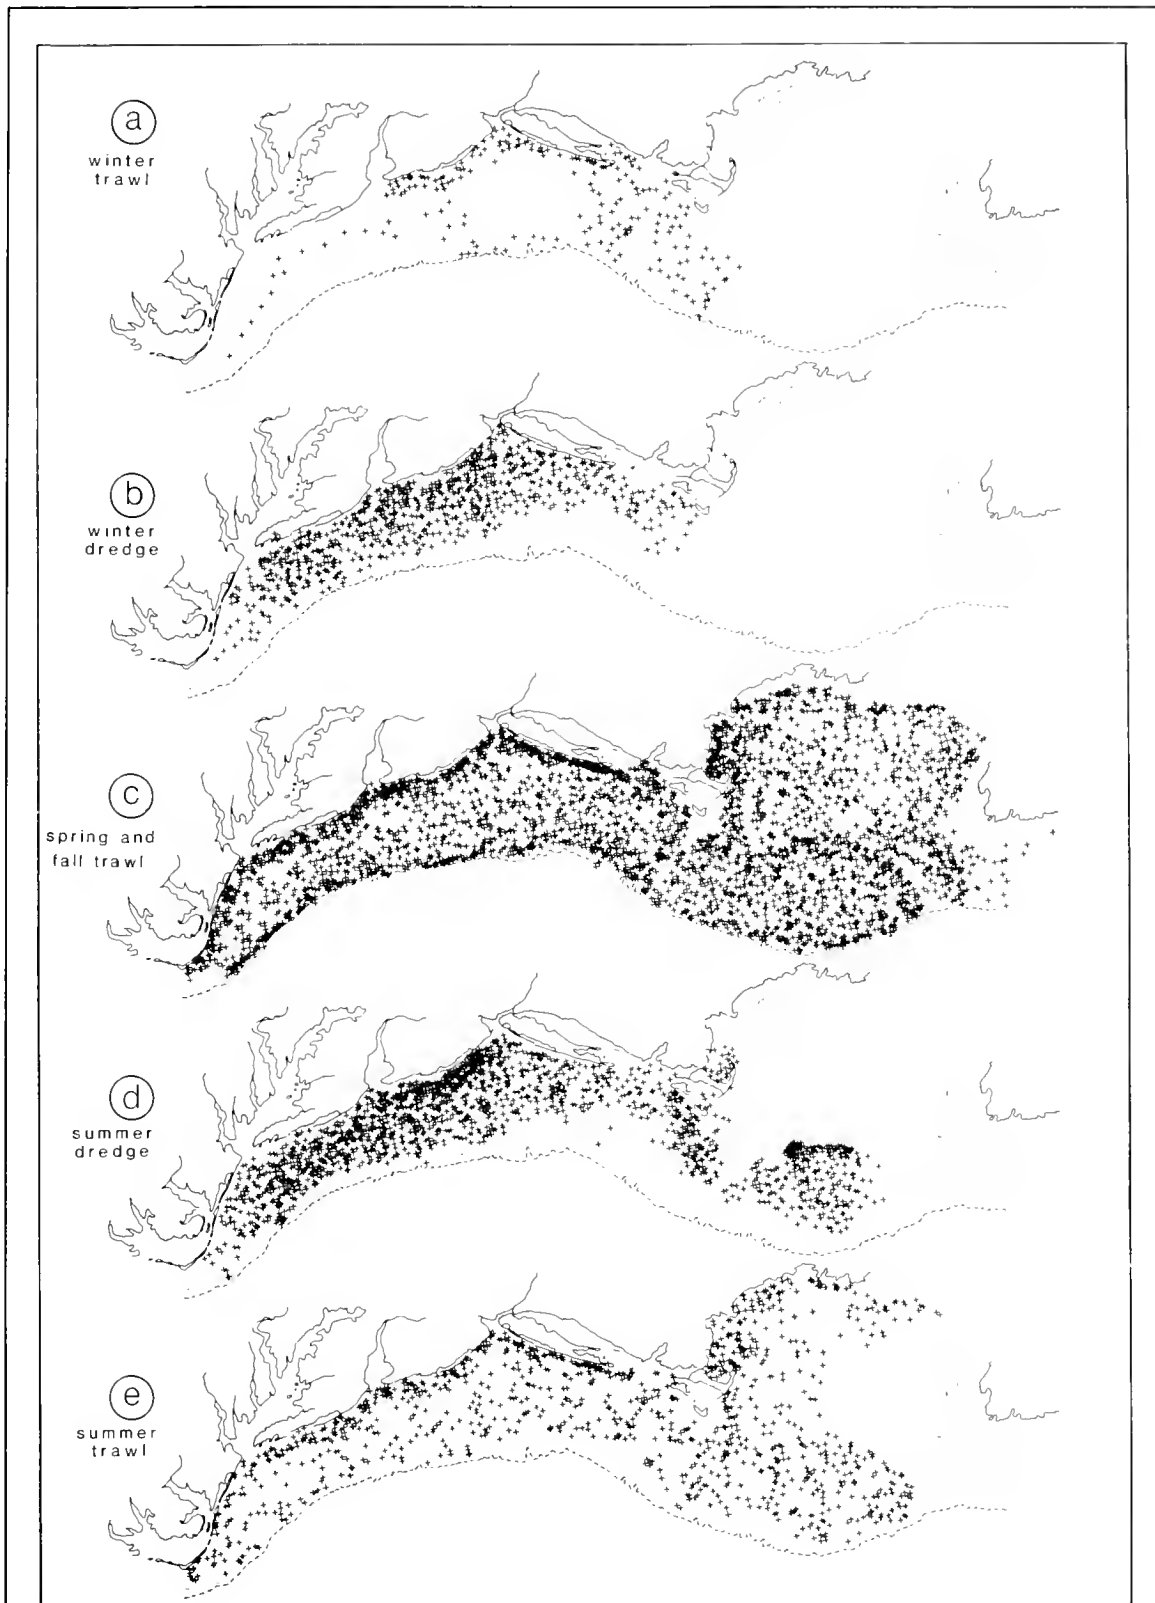 a
winter
trawl
b
winter
dredge
c
spring and
fall trawl
d
summer
dredge
e
summer
trawl